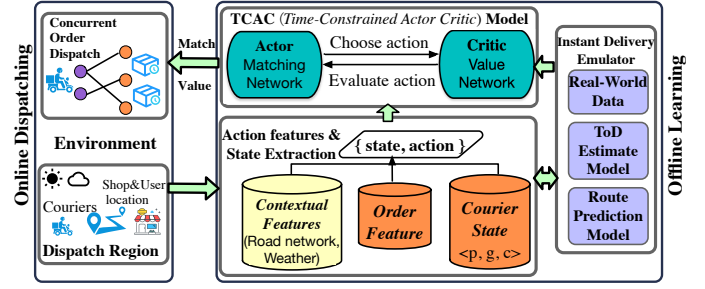 Online Dispatching
Concurrent
Order
Dispatch
Environment
Shop&User
location
Couriers
Dispatch Region
Match
Value
TCAC (Time-Constrained Actor Critic) Model
Actor
Matching
Network
Choose action
Evaluate action
Critic
Value
Network
Action features &
State Extraction
{ state, action }
Contextual
Features
(Road network,
Weather)
Order
Feature
Courier
State
<p, g, c>
Instant Delivery
Emulator
Real-World
Data
ToD
Estimate
Model
Route
Prediction
Model
Offline Learning